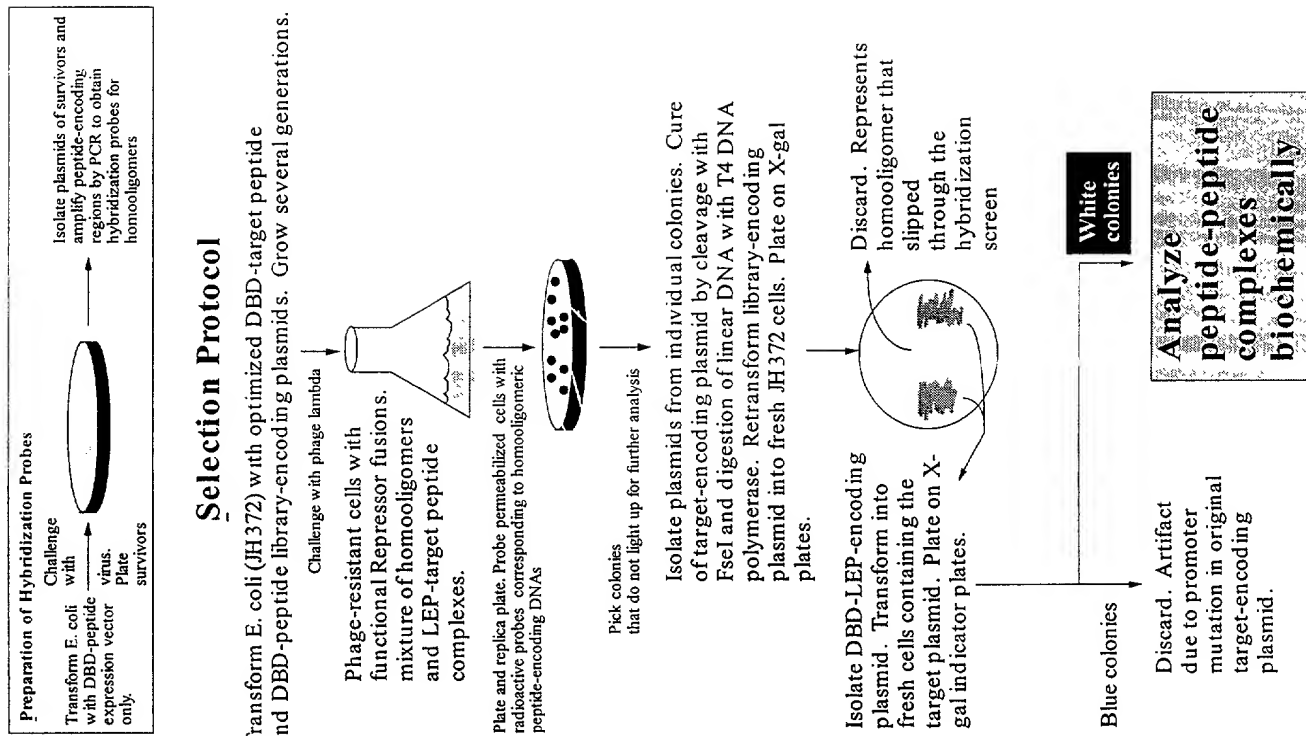 Preparation of Hybridization Probes
Transform E. coli
with DBD-peptide
expression vector
only.
Challenge
with
virus.
Plate
survivors
Isolate plasmids of survivors and
amplify peptide-encoding
regions by PCR to obtain
hybridization probes for
homooligomers
Selection Protocol
ransform E. coli (JH372) with optimized DBD-target peptide
nd DBD-peptide library-encoding plasmids. Grow several generations.
Challenge with phage lambda
Phage-resistant cells with
functional Repressor fusions.
mixture of homooligomers
and LEP-target peptide
complexes.
Plate and replica plate. Probe permeabilized cells with
radioactive probes corresponding to homooligomeric
peptide-encoding DNAs
Pick colonies
that do not light up for further analysis
Isolate plasmids from individual colonies. Cure
of target-encoding plasmid by cleavage with
FseI and digestion of linear DNA with T4 DNA
polymerase. Retransform library-encoding
plasmid into fresh JH372 cells. Plate on X-gal
plates.
Discard. Represents
homooligomer that
slipped
through the
hybridization
screen
Isolate DBD-LEP-encoding
plasmid. Transform into
fresh cells containing the
target plasmid. Plate on X-
gal indicator plates.
Blue colonies
White
colonies
Discard. Artifact
due to promoter
mutation in original
target-encoding
plasmid.
Analyze
peptide-peptide
complexes
biochemically